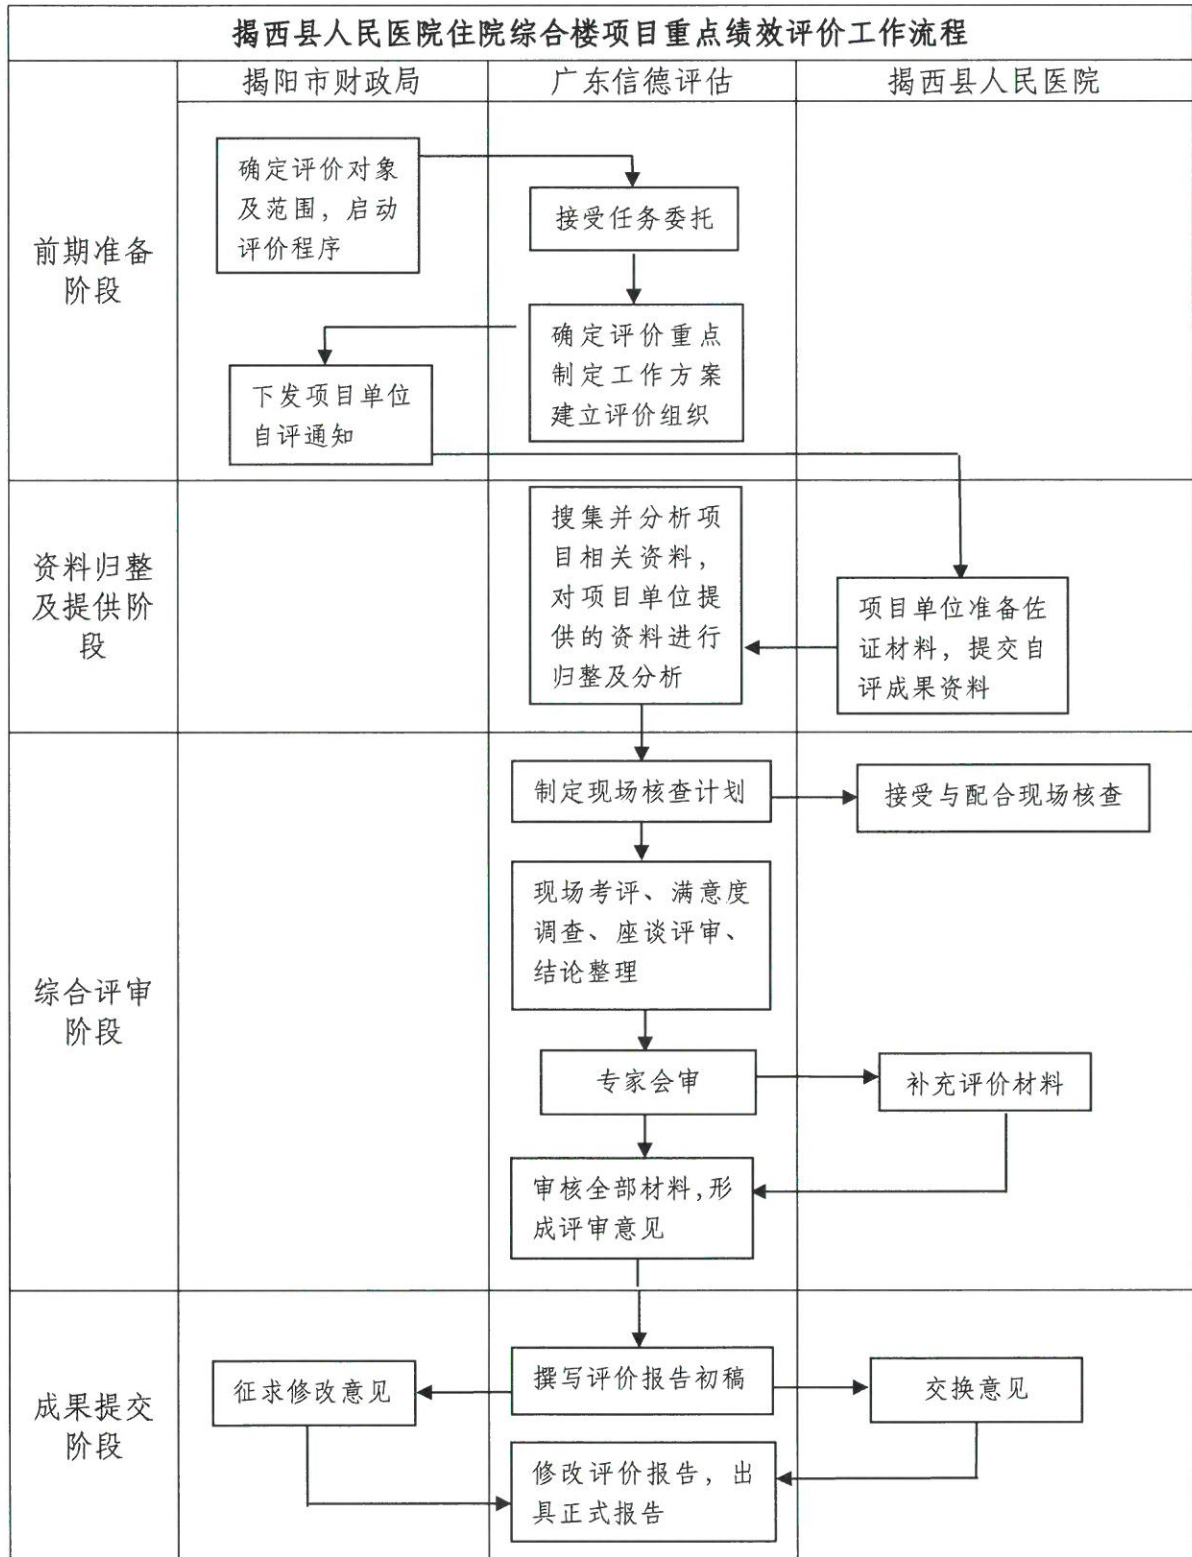 揭西县人民医院住院综合楼项目重点绩效评价工作流程
揭阳市财政局
广东信德评估
揭西县人民医院
前期准备
阶段
确定评价对象
及范围，启动
评价程序
接受任务委托
确定评价重点
制定工作方案
建立评价组织
下发项目单位
自评通知
资料归整
及提供阶
段
搜集并分析项
目相关资料，
对项目单位提
供的资料进行
归整及分析
项目单位准备佐
证材料，提交自
评成果资料
综合评审
阶段
制定现场核查计划
接受与配合现场核查
现场考评、满意度
调查、座谈评审、
结论整理
专家会审
补充评价材料
审核全部材料,形
成评审意见
成果提交
阶段
征求修改意见
撰写评价报告初稿
交换意见
修改评价报告，出
具正式报告